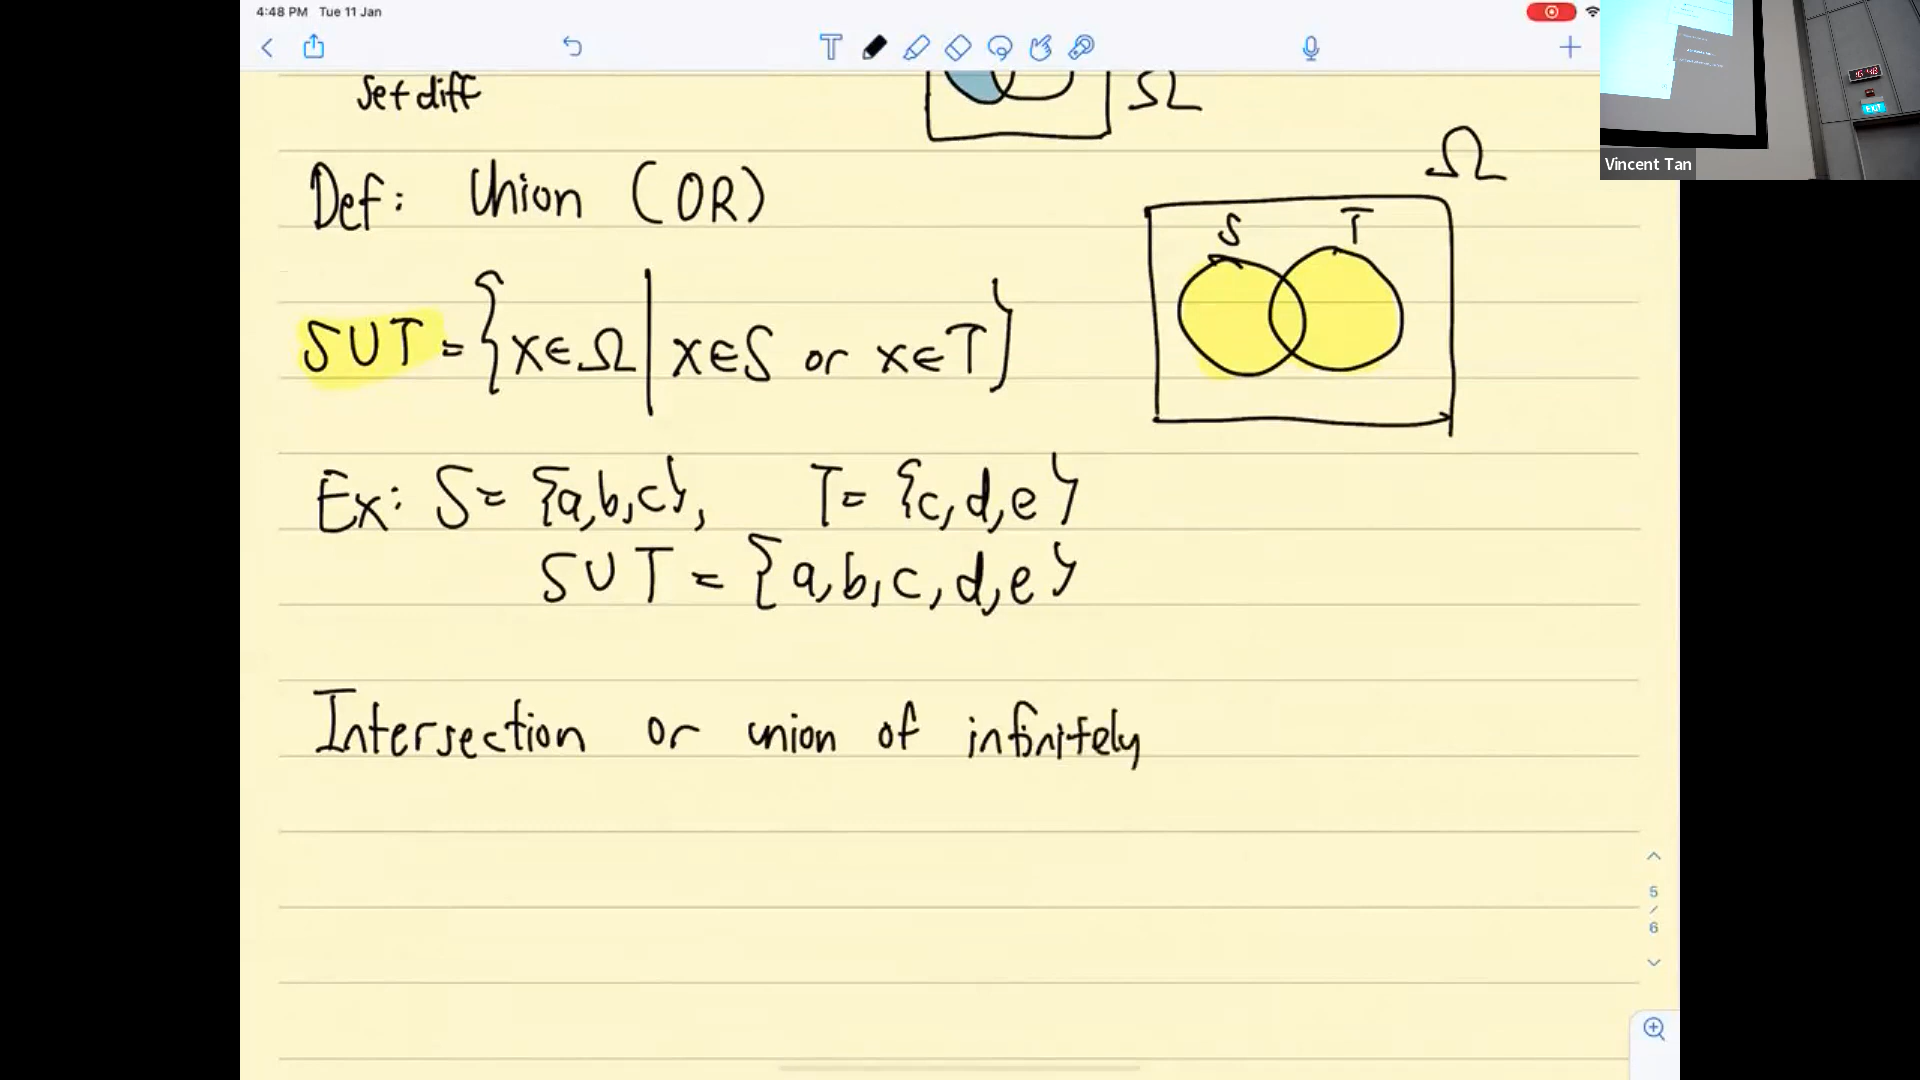 4:48 PM Tue 11 Jan
Set diff
Ω
Def: Union (OR)
Ω
S T
S∪T = {x∈Ω | x∈S or x∈T}
Ex: S = {a,b,c}, T = {c,d,e}
S∪T = {a,b,c,d,e}
Intersection or union of infinitely
5
/
6
EXIT
Vincent Tan